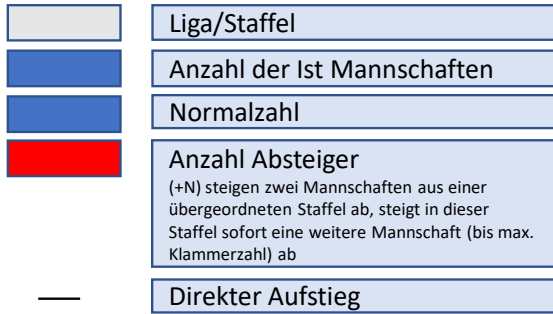 Liga/Staffel
Anzahl der Ist Mannschaften
Normalzahl
Anzahl Absteiger
(+N) steigen zwei Mannschaften aus einer
übergeordneten Staffel ab, steigt in dieser
Staffel sofort eine weitere Mannschaft (bis max.
Klammerzahl) ab
Direkter Aufstieg